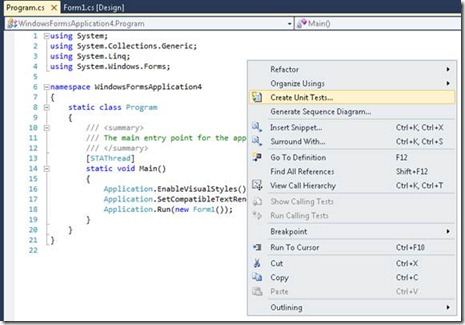 Program.cs
Form1.cs [Design]
WindowsFormsApplication4.Program
Main()
1 using System;
2 using System.Collections.Generic;
3 using System.Linq;
4 using System.Windows.Forms;
5
6 namespace WindowsFormsApplication4
7 {
8 static class Program
9 {
10 /// <summary>
11 /// The main entry point for the app
12 /// </summary>
13 [STAThread]
14 static void Main()
15 {
16 Application.EnableVisualStyles()
17 Application.SetCompatibleTextRen
18 Application.Run(new Form1());
19 }
20 }
21 }
22
Refactor
Organize Usings
Create Unit Tests...
Generate Sequence Diagram...
Insert Snippet... Ctrl+K, Ctrl+X
Surround With... Ctrl+K, Ctrl+S
Go To Definition F12
Find All References Shift+F12
View Call Hierarchy Ctrl+K, Ctrl+T
Show Calling Tests
Run Calling Tests
Breakpoint
Run To Cursor Ctrl+F10
Cut Ctrl+X
Copy Ctrl+C
Paste Ctrl+V
Outlining